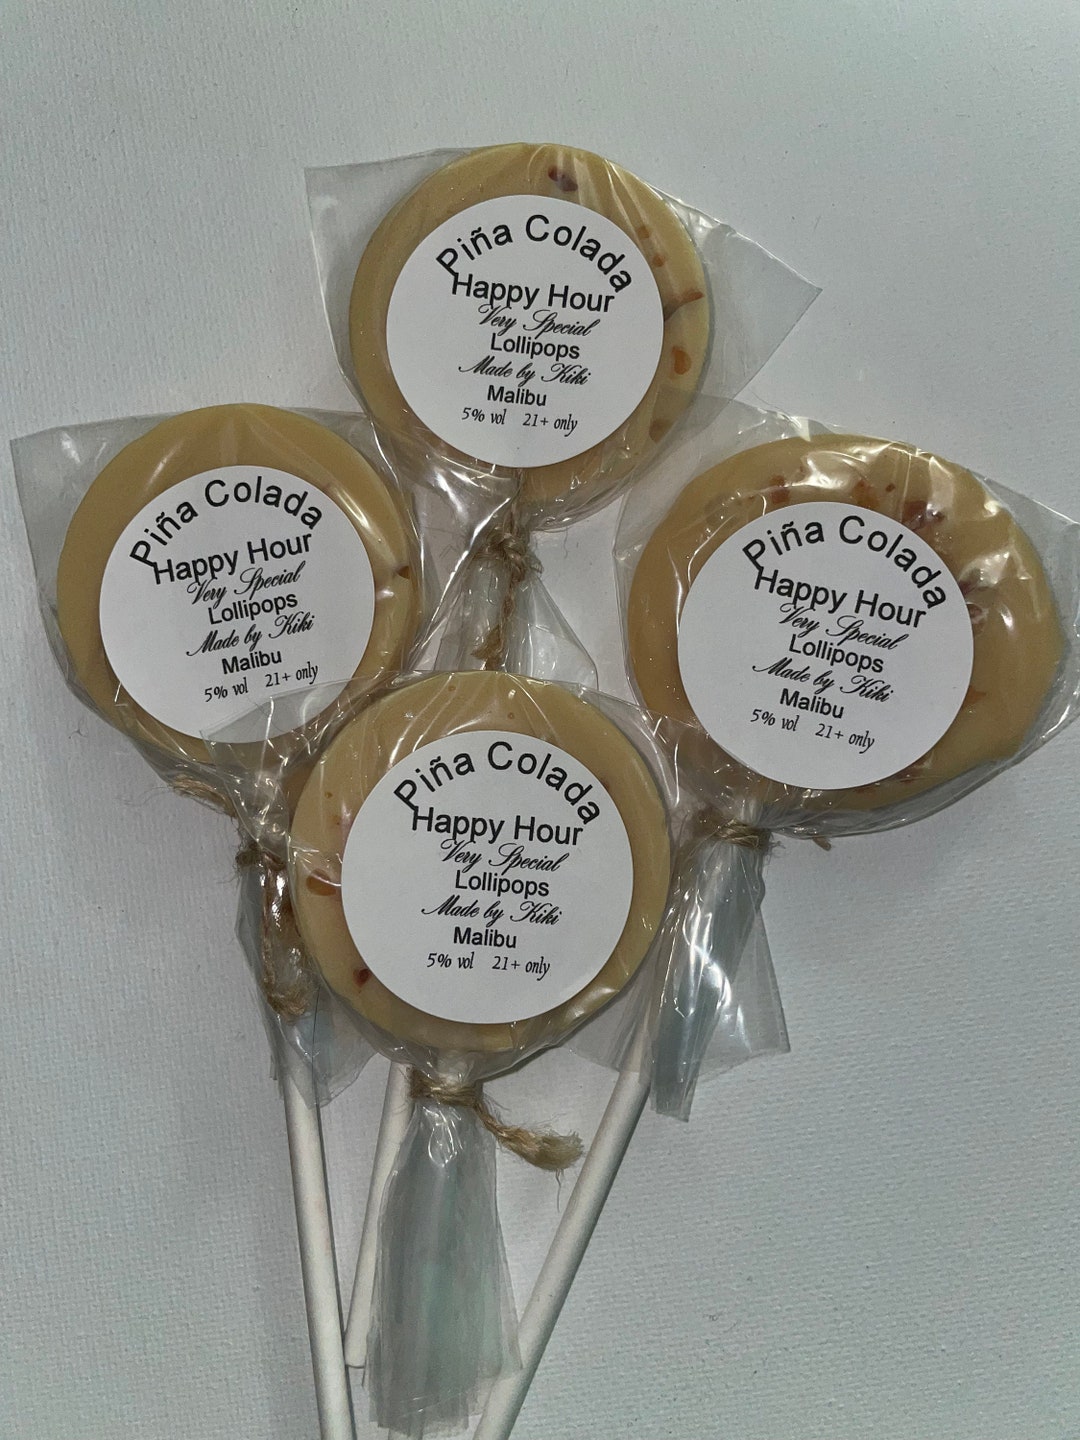 Piña Colada
Happy Hour
Very Special
Lollipops
Made by Kiki
Malibu
5% vol 21+ only
Piña Colada
Happy Hour
Very Special
Lollipops
Made by Kiki
Malibu
5% vol 21+ only
Piña Colada
Happy Hour
Very Special
Lollipops
Made by Kiki
Malibu
5% vol 21+ only
Piña Colada
Happy Hour
Very Special
Lollipops
Made by Kiki
Malibu
5% vol 21+ only